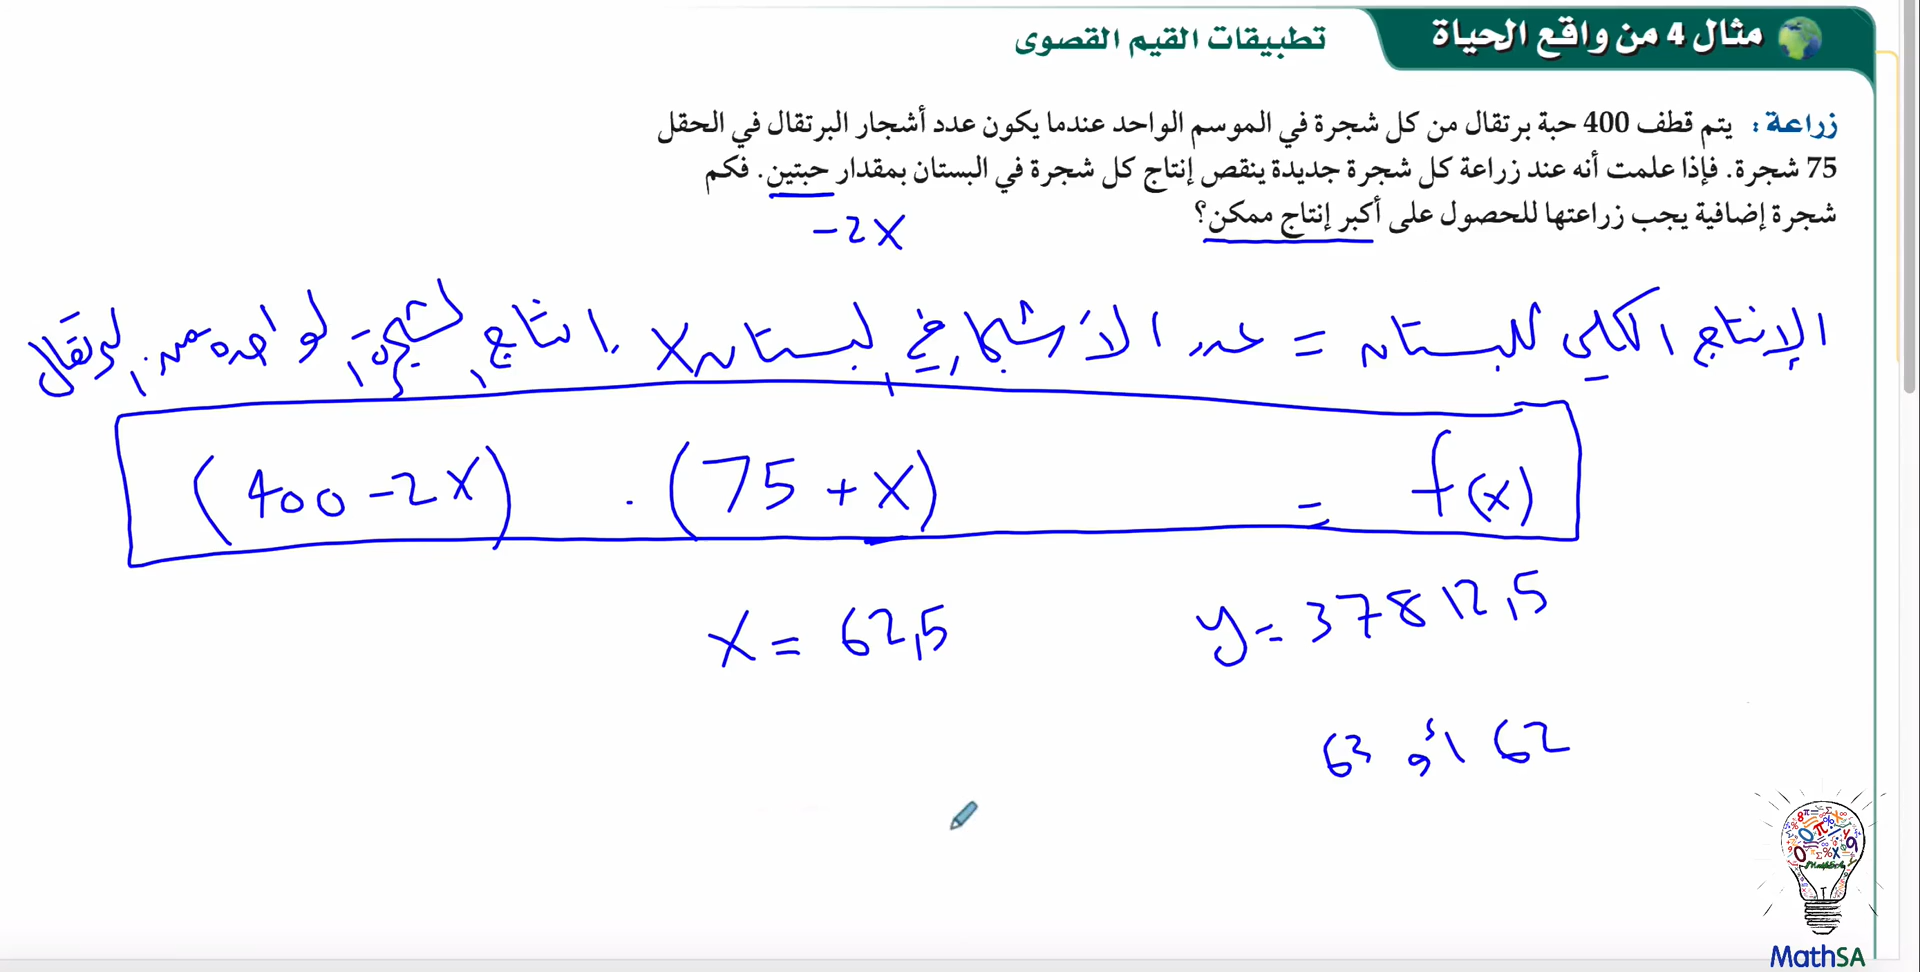 مثال 4 من واقع الحياة
تطبيقات القيم القصوى
زراعة: يتم قطف 400 حبة برتقال من كل شجرة في الموسم الواحد عندما يكون عدد أشجار البرتقال في الحقل
75 شجرة. فإذا علمت أنه عند زراعة كل شجرة جديدة ينقص إنتاج كل شجرة في البستان بمقدار حبتين. فكم
شجرة إضافية يجب زراعتها للحصول على أكبر إنتاج ممكن؟
-2x
الإنتاج الكلي للبستان = عدد الأشجار في البستان x إنتاج الشجرة الواحدة من البرتقال
f(x) = (75 + x) . (400 - 2x)
x = 62,5
y = 37812,5
62 أو 63
MathSA